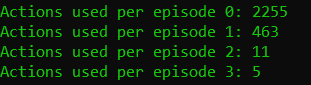 Actions used per episode 0: 2255
Actions used per episode 1: 463
Actions used per episode 2: 11
Actions used per episode 3: 5